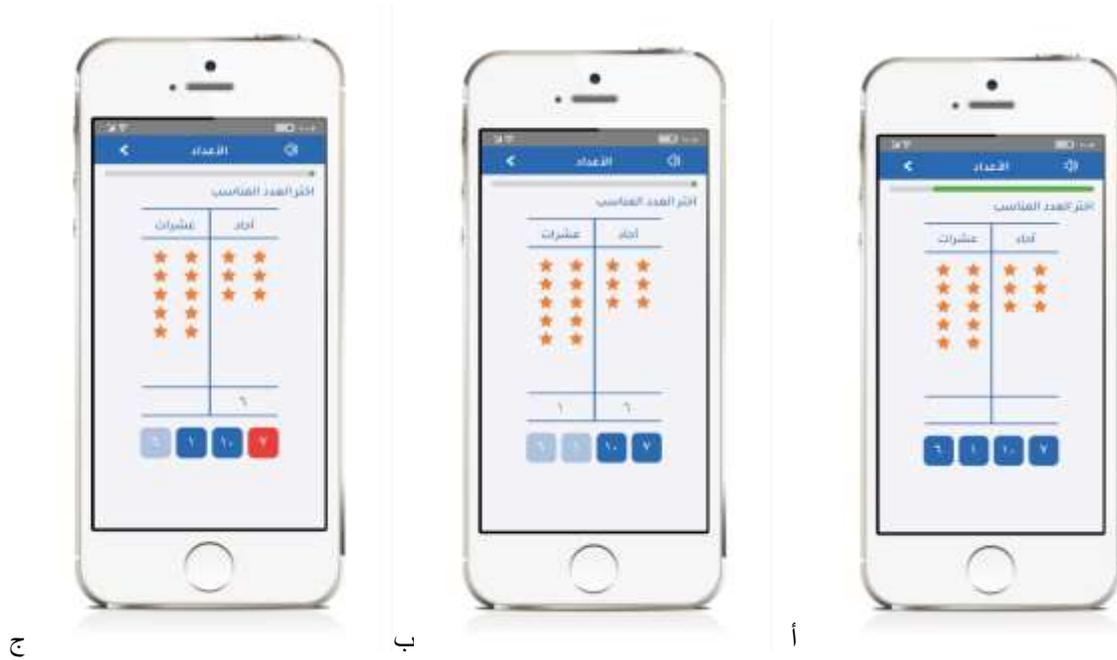 الأعداد
اختر العدد المناسب
آحاد عشرات
٧ ١٠ ١ ٦
أ
الأعداد
اختر العدد المناسب
آحاد عشرات
٦ ١
٧ ١٠ ١ ٦
ب
الأعداد
اختر العدد المناسب
آحاد عشرات
٦
٧ ١٠ ١ ٦
ج